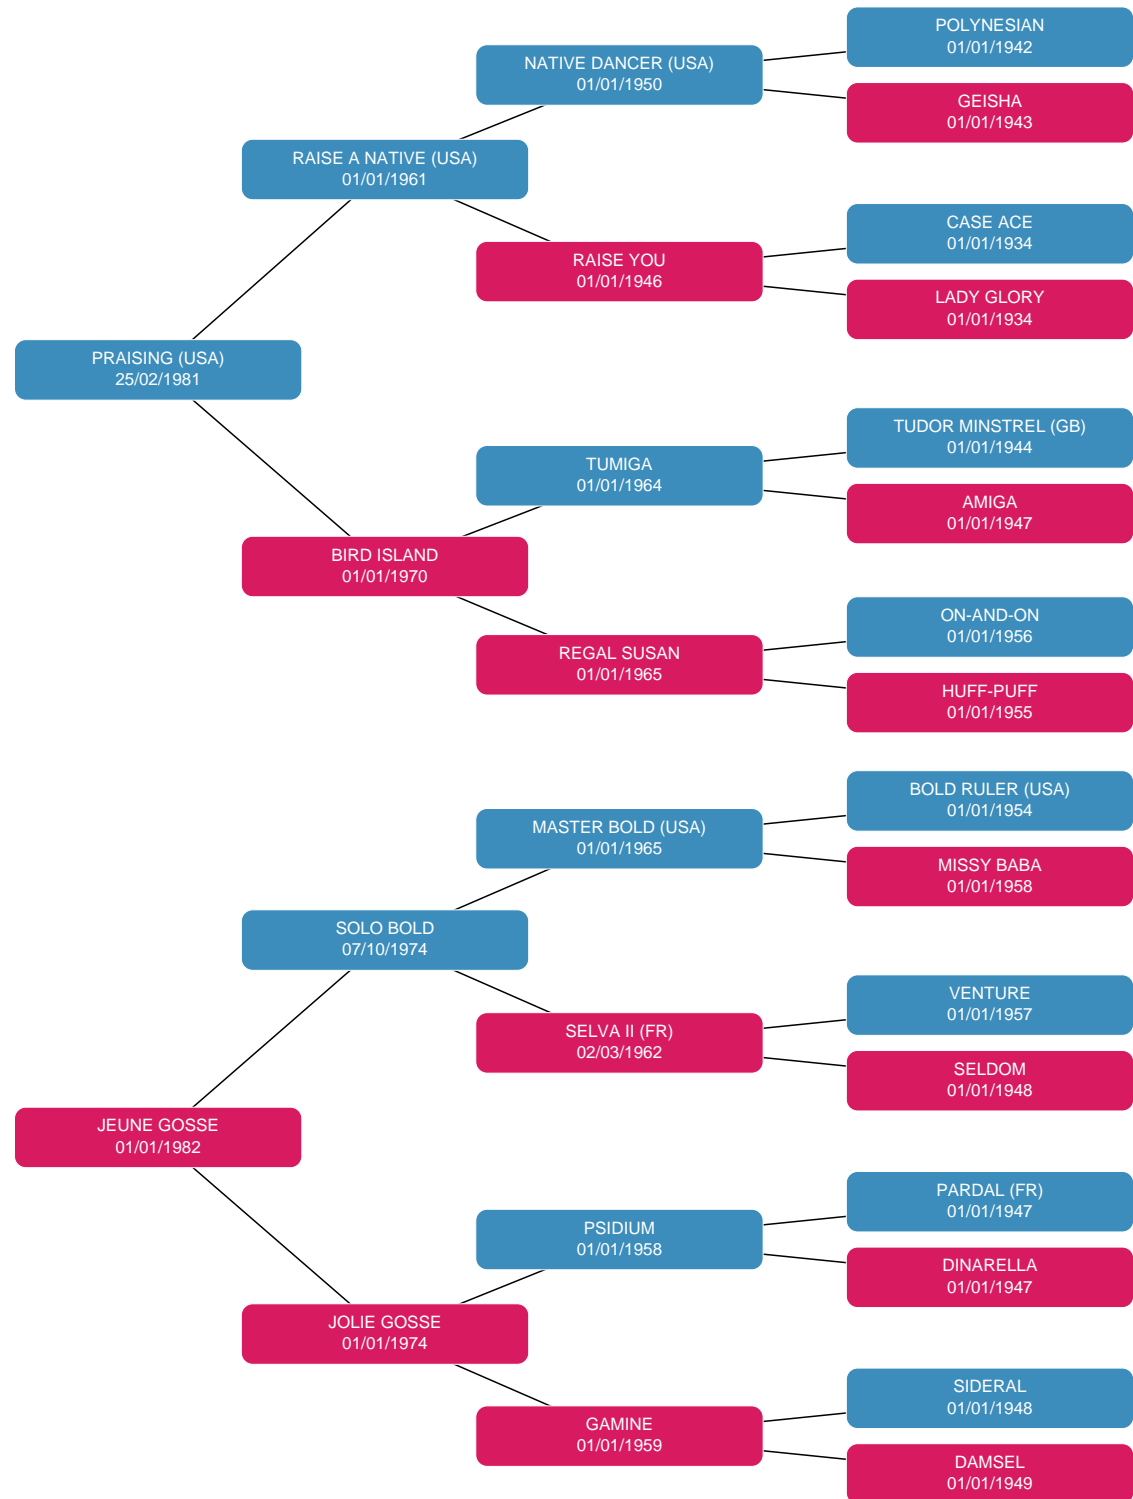 POLYNESIAN
01/01/1942
NATIVE DANCER (USA)
01/01/1950
GEISHA
01/01/1943
RAISE A NATIVE (USA)
01/01/1961
CASE ACE
01/01/1934
RAISE YOU
01/01/1946
LADY GLORY
01/01/1934
PRAISING (USA)
25/02/1981
TUDOR MINSTREL (GB)
01/01/1944
TUMIGA
01/01/1964
AMIGA
01/01/1947
BIRD ISLAND
01/01/1970
ON-AND-ON
01/01/1956
REGAL SUSAN
01/01/1965
HUFF-PUFF
01/01/1955
BOLD RULER (USA)
01/01/1954
MASTER BOLD (USA)
01/01/1965
MISSY BABA
01/01/1958
SOLO BOLD
07/10/1974
VENTURE
01/01/1957
SELVA II (FR)
02/03/1962
SELDOM
01/01/1948
JEUNE GOSSE
01/01/1982
PARDAL (FR)
01/01/1947
PSIDIUM
01/01/1958
DINARELLA
01/01/1947
JOLIE GOSSE
01/01/1974
SIDERAL
01/01/1948
GAMINE
01/01/1959
DAMSEL
01/01/1949